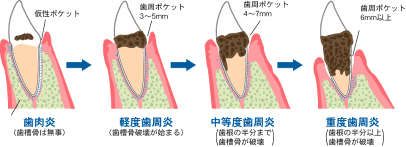 仮性ポケット
歯周ポケット
3〜5mm
歯周ポケット
4〜7mm
歯周ポケット
6mm以上
歯肉炎
(歯槽骨は無事)
軽度歯周炎
(歯槽骨破壊が始まる)
中等度歯周炎
(歯根の半分まで
歯槽骨が破壊)
重度歯周炎
(歯根の半分以上
歯槽骨が破壊)